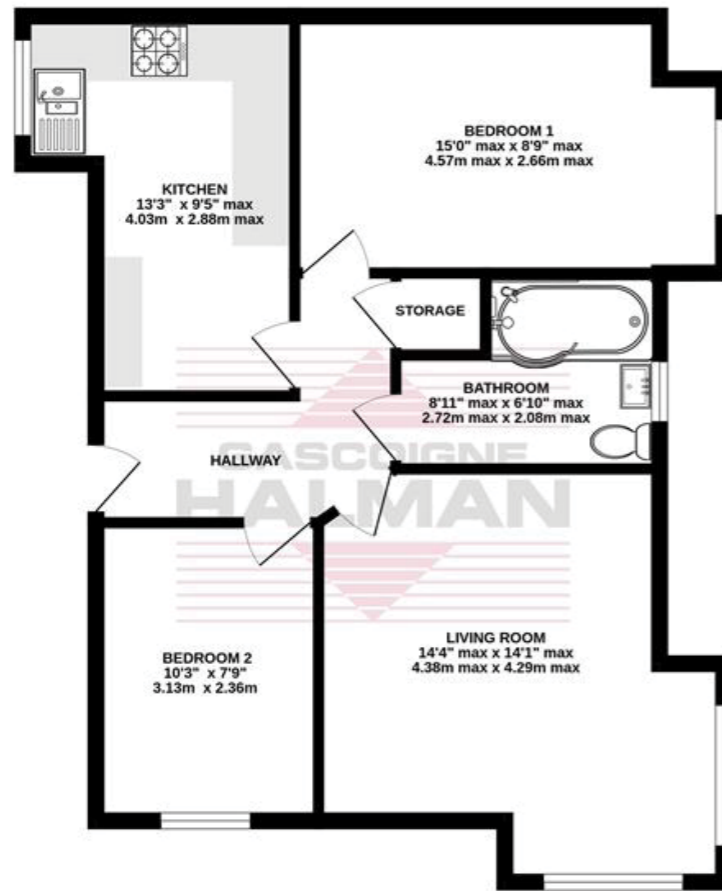 BEDROOM 1
15'0" max x 8'9" max
4.57m max x 2.66m max
KITCHEN
13'3" x 9'5" max
4.03m x 2.88m max
STORAGE
BATHROOM
8'11" max x 6'10" max
2.72m max x 2.08m max
HALLWAY
GASCOIGNE
HALMAN
LIVING ROOM
14'4" max x 14'1" max
4.38m max x 4.29m max
BEDROOM 2
10'3" x 7'9"
3.13m x 2.36m